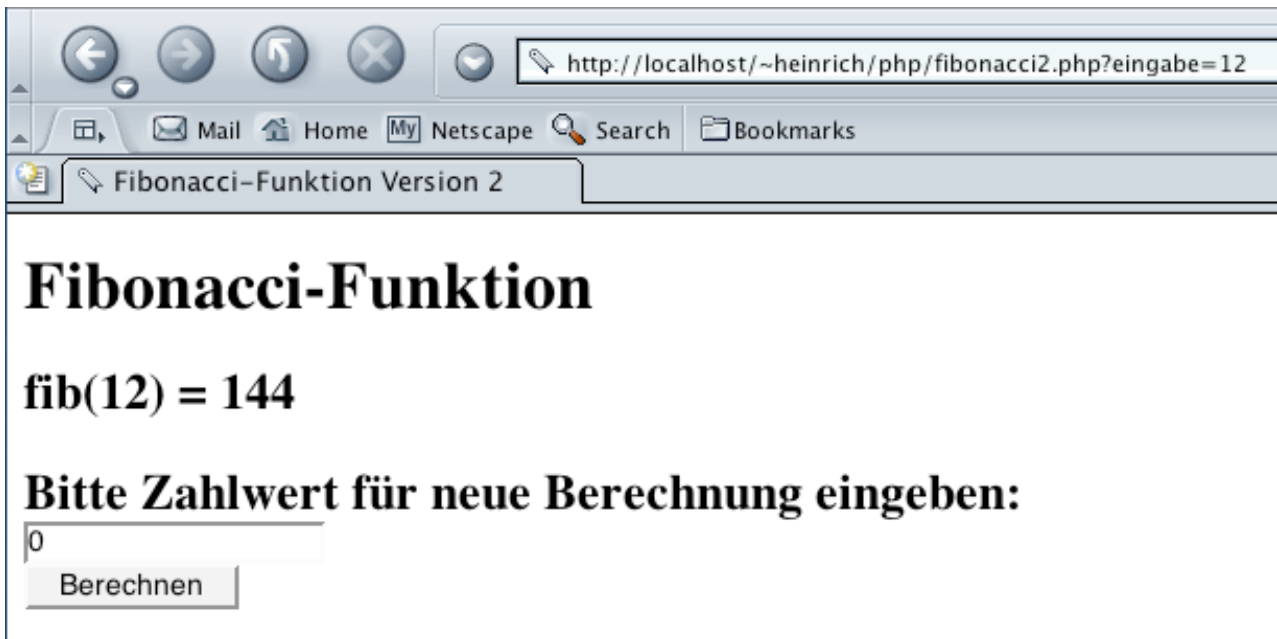 http://localhost/~heinrich/php/fibonacci2.php?eingabe=12
Mail Home My Netscape Search Bookmarks
Fibonacci-Funktion Version 2
Fibonacci-Funktion
fib(12) = 144
Bitte Zahlwert für neue Berechnung eingeben:
0
Berechnen